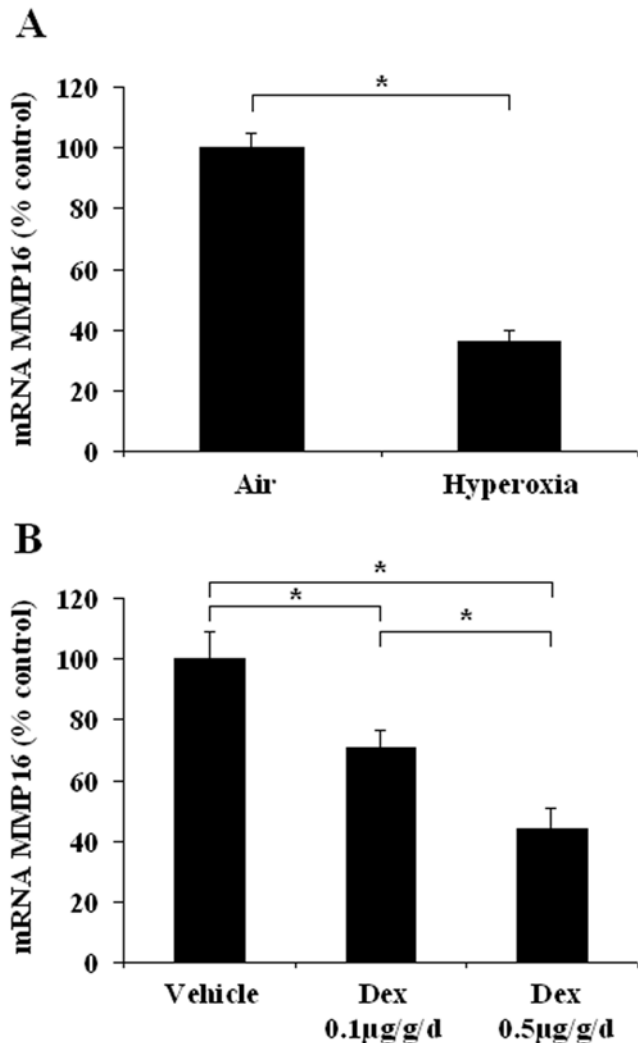 A
mRNA MMP16 (% control)
120
100
80
60
40
20
0
*
Air Hyperoxia
B
mRNA MMP16 (% control)
120
100
80
60
40
20
0
*
* *
Vehicle Dex Dex
0.1µg/g/d 0.5µg/g/d